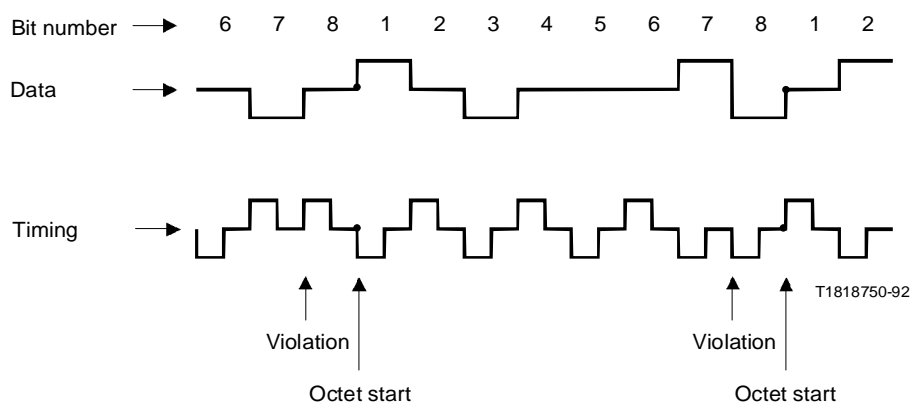 Bit number 6 7 8 1 2 3 4 5 6 7 8 1 2
Data
Timing
T1818750-92
Violation Violation
Octet start Octet start